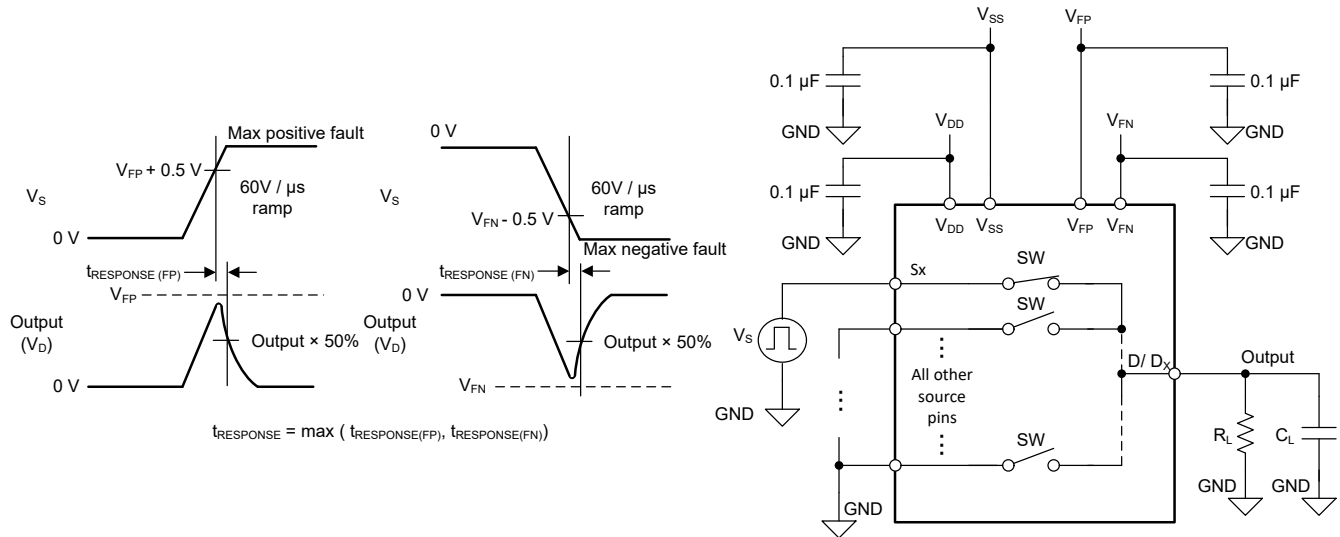 Max positive fault
V_FP + 0.5 V
60V / µs
ramp
V_S
0 V
t_RESPONSE (FP)
V_FP
Output
(V_D)
Output × 50%
0 V
0 V
V_S
60V / µs
ramp
V_FN - 0.5 V
Max negative fault
t_RESPONSE (FN)
0 V
Output
(V_D)
Output × 50%
V_FN
t_RESPONSE = max ( t_RESPONSE(FP), t_RESPONSE(FN))
V_SS
V_FP
0.1 µF
0.1 µF
GND
V_DD
V_FN
GND
0.1 µF
0.1 µF
GND
GND
V_DD
V_SS
V_FP
V_FN
Sx
SW
SW
V_S
GND
All other
source
pins
D/ D_X
Output
SW
R_L
C_L
GND
GND
GND